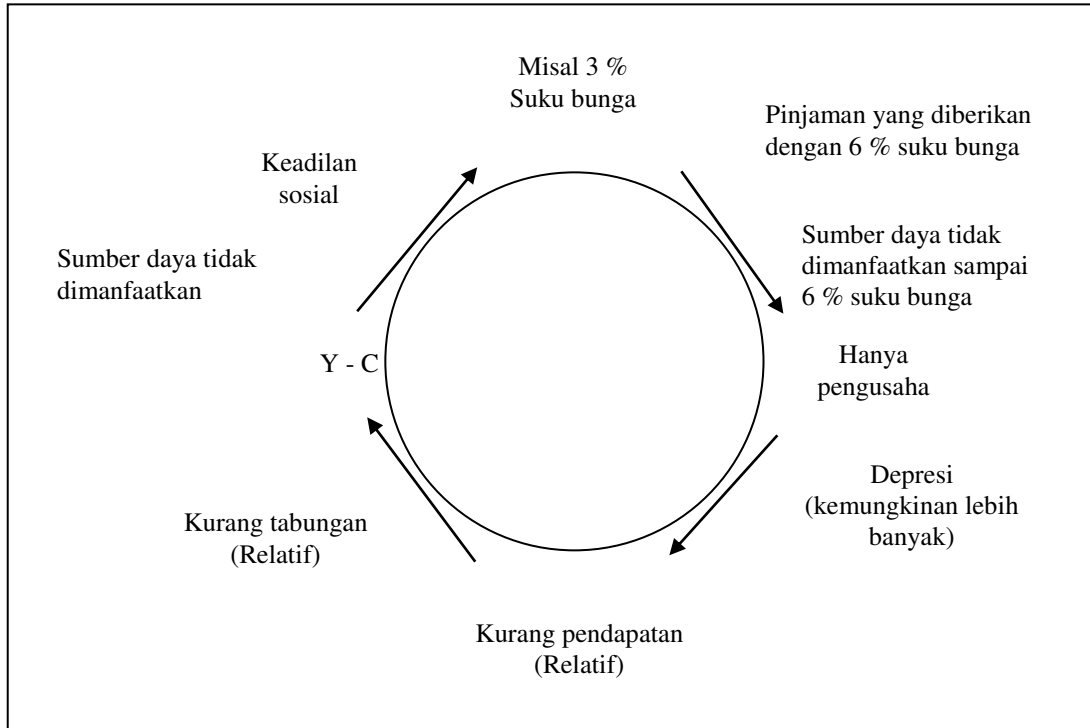 Misal 3 %
Suku bunga
Pinjaman yang diberikan
dengan 6 % suku bunga
Keadilan
sosial
Sumber daya tidak
dimanfaatkan
Sumber daya tidak
dimanfaatkan sampai
6 % suku bunga
Y - C
Hanya
pengusaha
Depresi
(kemungkinan lebih
banyak)
Kurang tabungan
(Relatif)
Kurang pendapatan
(Relatif)